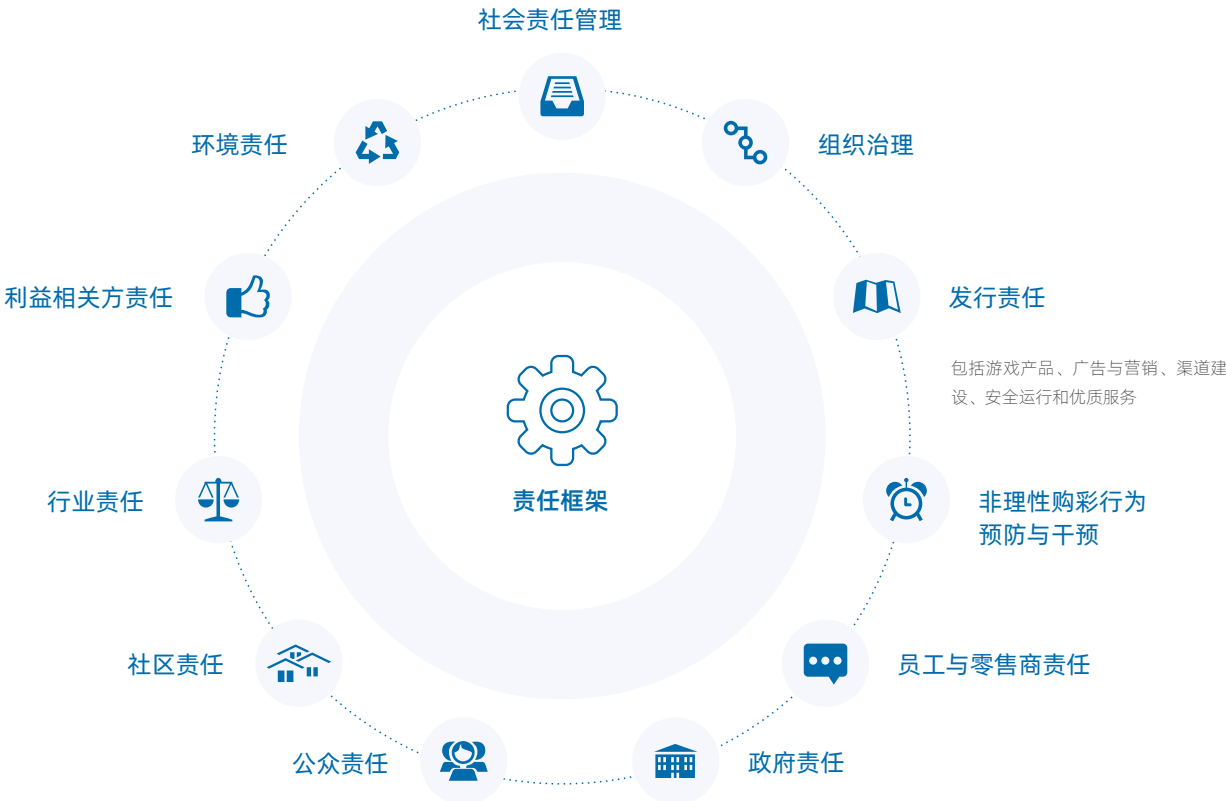 社会责任管理
环境责任
组织治理
利益相关方责任
发行责任
包括游戏产品、广告与营销、渠道建
设、安全运行和优质服务
责任框架
行业责任
非理性购彩行为
预防与干预
社区责任
员工与零售商责任
公众责任
政府责任